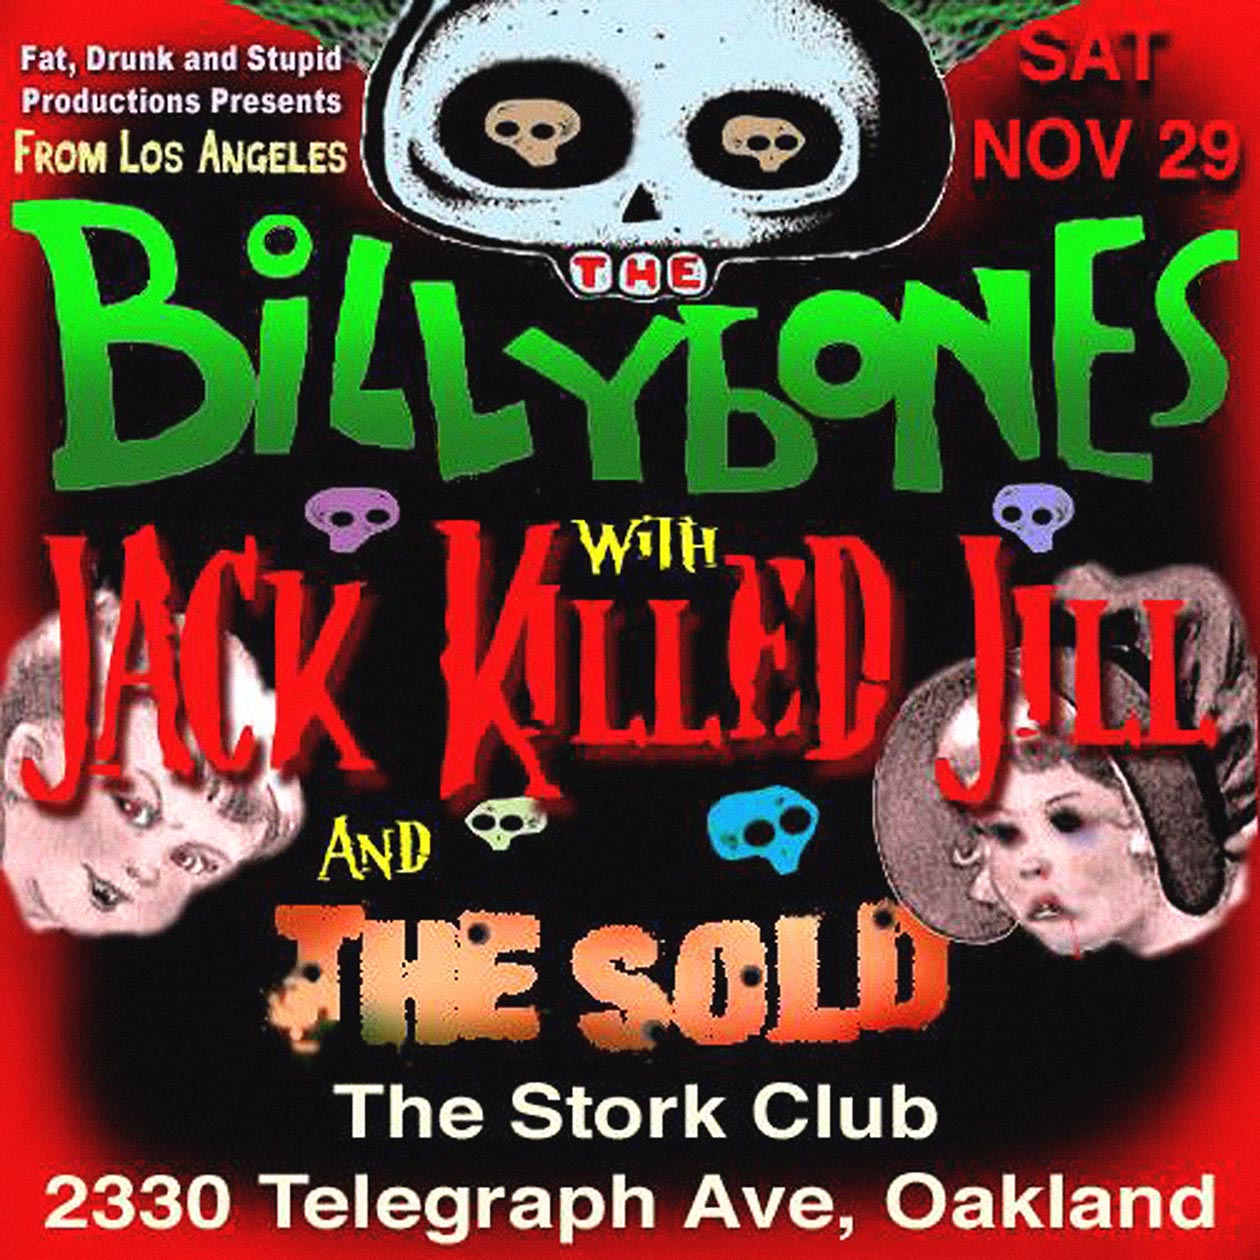 Fat, Drunk and Stupid
Productions Presents
From Los Angeles
SAT
NOV 29
THE
BiLLYBONES
WiTH
JACK KiLLED JiLL
AND
THE SOLD
The Stork Club
2330 Telegraph Ave, Oakland